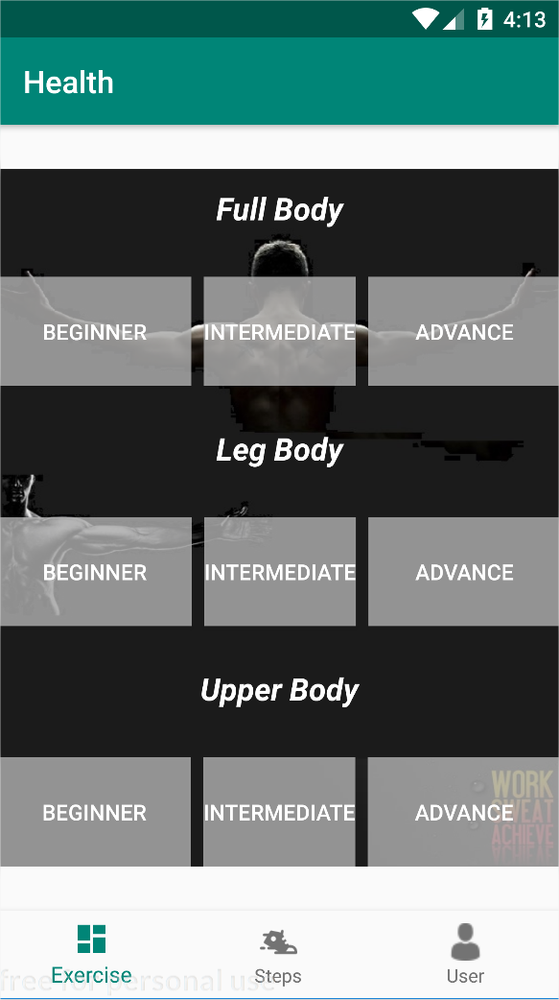 4:13
Health
Full Body
BEGINNER INTERMEDIATE ADVANCE
Leg Body
BEGINNER INTERMEDIATE ADVANCE
Upper Body
BEGINNER INTERMEDIATE ADVANCE
WORK
SWEAT
ACHIEVE
Exercise Steps User
free for personal use